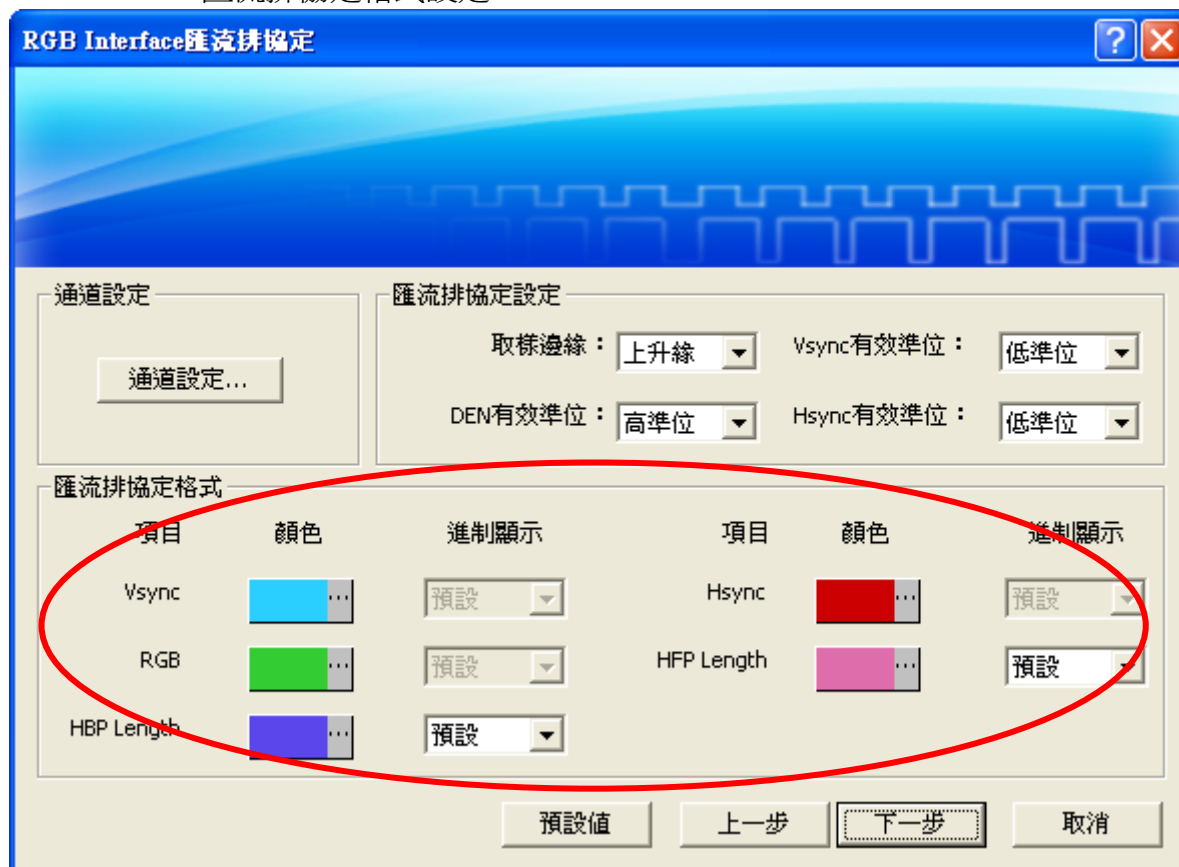 RGB Interface匯流排協定
通道設定
通道設定...
匯流排協定設定
取樣邊緣：
上升緣
Vsync有效準位：
低準位
DEN有效準位：
高準位
Hsync有效準位：
低準位
匯流排協定格式
項目 顏色 進制顯示 項目 顏色 進制顯示
Vsync ... 預設 Hsync ... 預設
RGB ... 預設 HFP Length ... 預設
HBP Length ... 預設
預設值 上一步 下一步 取消